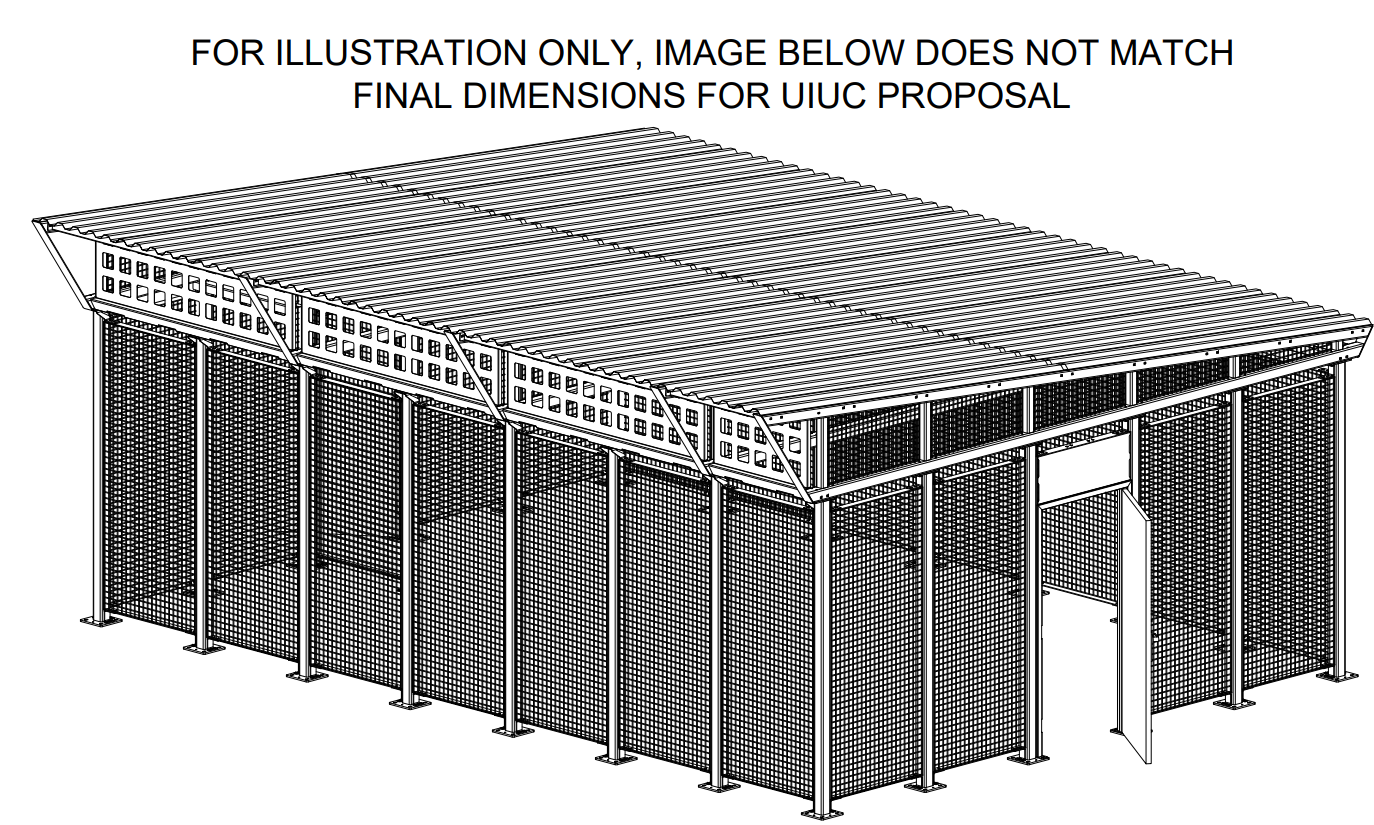 FOR ILLUSTRATION ONLY, IMAGE BELOW DOES NOT MATCH
FINAL DIMENSIONS FOR UIUC PROPOSAL